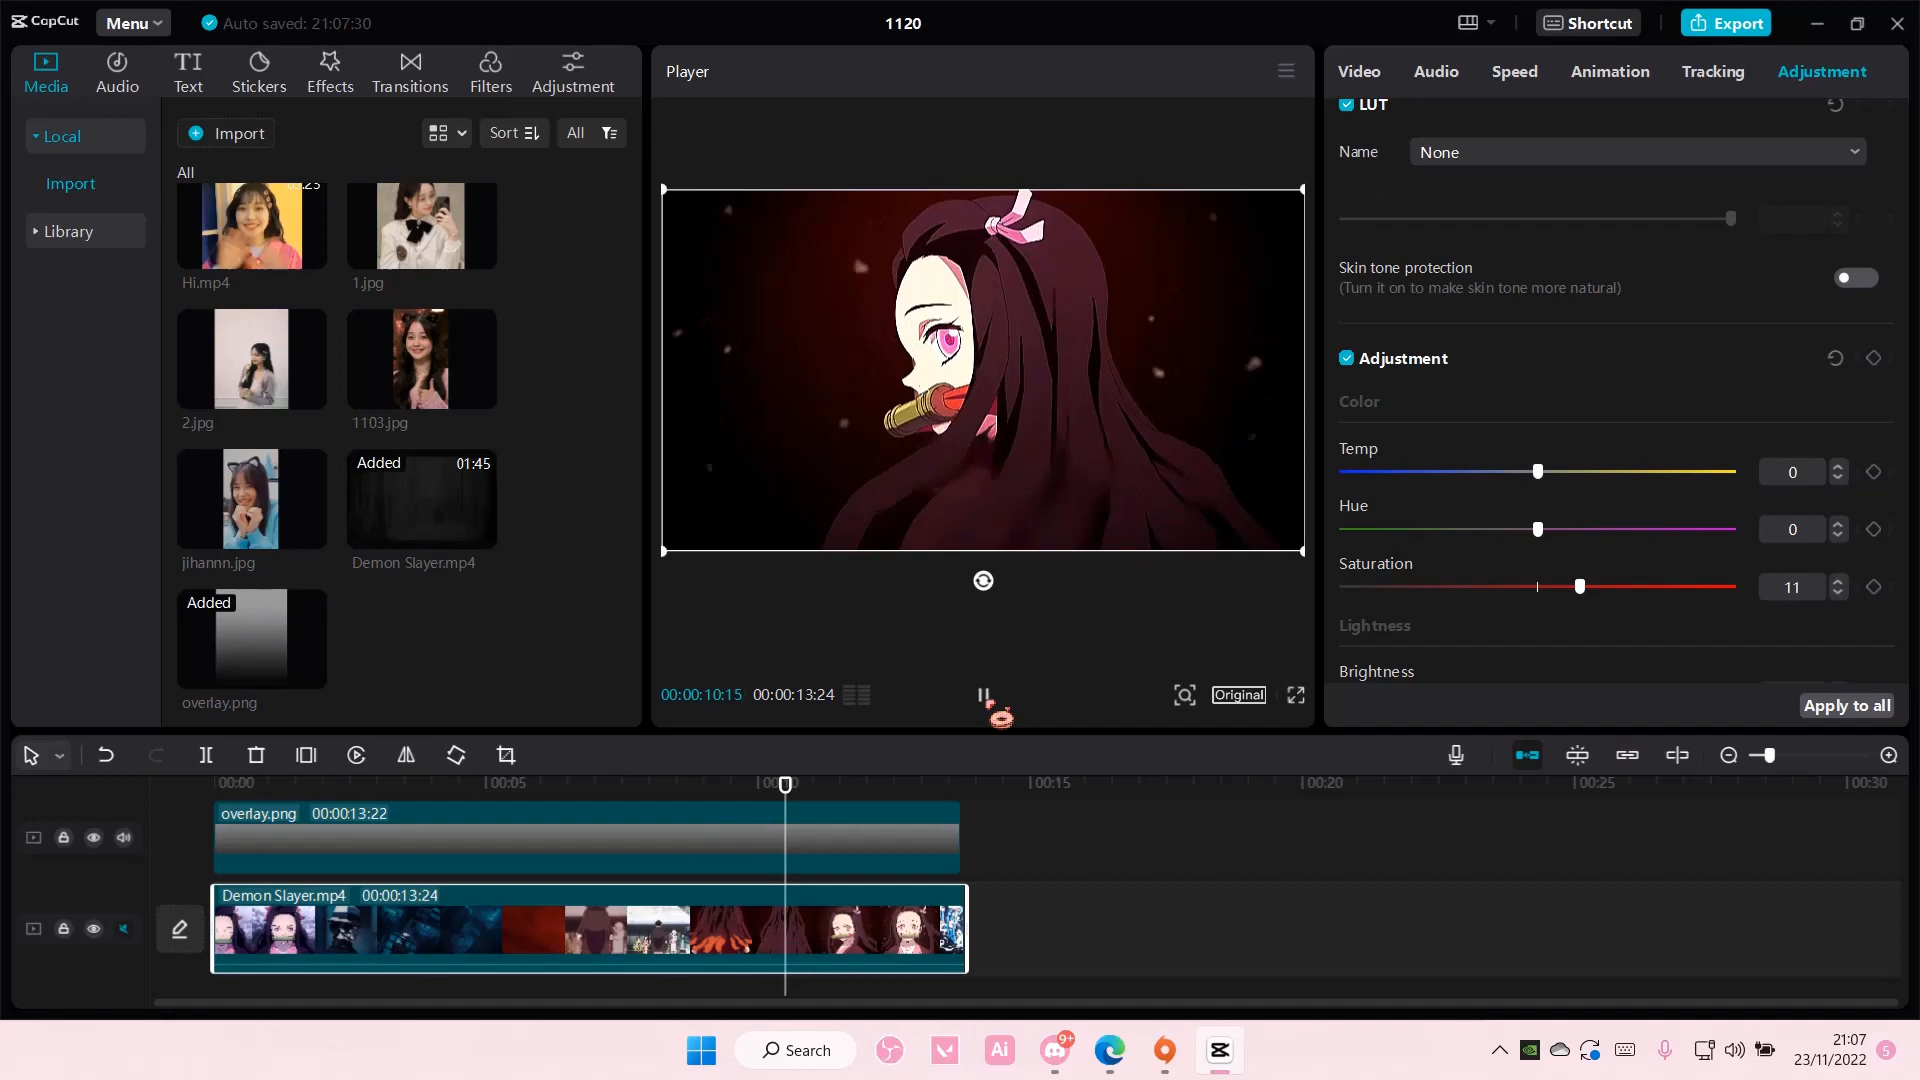 CapCut
Menu
Auto saved: 21:07:30
1120
Shortcut
Export
Media
Audio
Text
Stickers
Effects
Transitions
Filters
Adjustment
Player
Video
Audio
Speed
Animation
Tracking
Adjustment
Local
Import
Library
Import
Sort
All
All
Hi.mp4
1.jpg
2.jpg
1103.jpg
Added
01:45
jihannn.jpg
Demon Slayer.mp4
Added
overlay.png
00:00:10:15
00:00:13:24
Original
LUT
Name
None
Skin tone protection
(Turn it on to make skin tone more natural)
Adjustment
Color
Temp
0
Hue
0
Saturation
11
Lightness
Brightness
Apply to all
00:00
00:05
00:15
00:20
00:25
00:30
overlay.png 00:00:13:22
Demon Slayer.mp4 00:00:13:24
Search
Ai
9+
21:07
23/11/2022
5